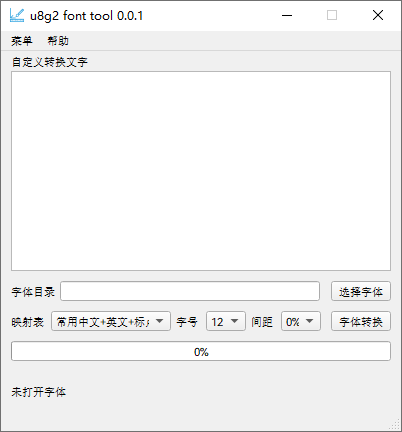 u8g2 font tool 0.0.1
菜单 帮助
自定义转换文字
字体目录 选择字体
映射表 常用中文+英文+标 字号 12 间距 0% 字体转换
0%
未打开字体